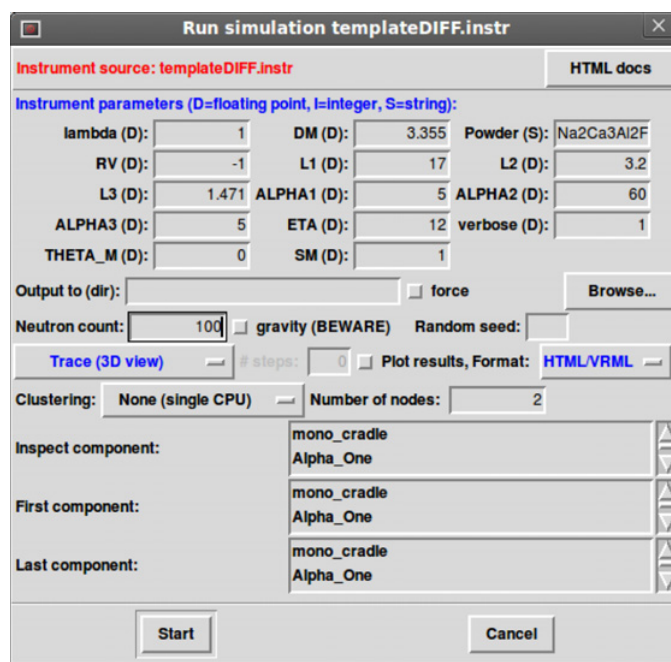 Run simulation templateDIFF.instr
Instrument source: templateDIFF.instr HTML docs
Instrument parameters (D=floating point, I=integer, S=string):
lambda (D): 1 DM (D): 3.355 Powder (S): Na2Ca3Al2F
RV (D): -1 L1 (D): 17 L2 (D): 3.2
L3 (D): 1.471 ALPHA1 (D): 5 ALPHA2 (D): 60
ALPHA3 (D): 5 ETA (D): 12 verbose (D): 1
THETA_M (D): 0 SM (D): 1
Output to (dir): force Browse...
Neutron count: 100 gravity (BEWARE) Random seed:
Trace (3D view) # steps: 0 Plot results, Format: HTML/VRML
Clustering: None (single CPU) Number of nodes: 2
Inspect component: mono_cradle
Alpha_One
First component: mono_cradle
Alpha_One
Last component: mono_cradle
Alpha_One
Start Cancel